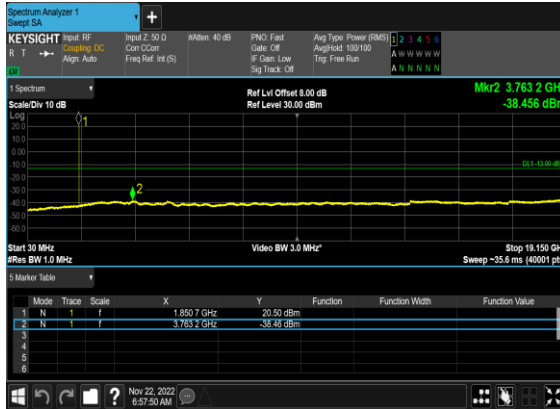 Spectrum Analyzer 1
Swept SA
KEYSIGHT
R T
LU
Input: RF
Coupling: DC
Align: Auto
Input Z: 50 Ω
Corr CCorr
Freq Ref: Int (S)
#Atten: 40 dB
PNO: Fast
Gate: Off
IF Gain: Low
Sig Track: Off
Avg Type: Power (RMS)
Avg|Hold: 100/100
Trig: Free Run
1 2 3 4 5 6
A W W W W W
A N N N N N
1 Spectrum
Scale/Div 10 dB
Ref Lvl Offset 8.00 dB
Ref Level 30.00 dBm
Mkr2 3.763 2 GH
-38.456 dB
Log
20.0
10.0
0.00
-10.0
-20.0
-30.0
-40.0
-50.0
-60.0
1
2
DL1 -13.00 dB
Start 30 MHz
#Res BW 1.0 MHz
Video BW 3.0 MHz*
Stop 19.150 GH
Sweep ~35.6 ms (40001 pt
5 Marker Table
Mode Trace Scale X Y Function Function Width Function Value
1 N 1 f 1.850 7 GHz 20.50 dBm
2 N 1 f 3.763 2 GHz -38.46 dBm
3
4
5
6
?
Nov 22, 2022
6:57:50 AM